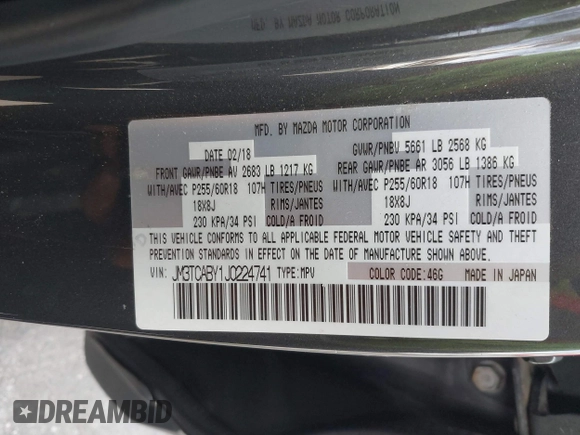 MFD. BY MAZDA MOTOR CORPORATION
DATE 02/18 GVWR/PNBV 5661 LB 2568 KG
FRONT GAWR/PNBE AV 2683 LB 1217 KG REAR GAWR/PNBE AR 3056 LB 1386 KG
WITH/AVEC P255/60R18 107H TIRES/PNEUS WITH/AVEC P255/60R18 107H TIRES/PNEUS
18X8J RIMS/JANTES 18X8J RIMS/JANTES
230 KPA/34 PSI COLD/A FROID 230 KPA/34 PSI COLD/A FROID
THIS VEHICLE CONFORMS TO ALL APPLICABLE FEDERAL MOTOR VEHICLE SAFETY AND THEFT
PREVENTION STANDARDS IN EFFECT ON THE DATE OF MANUFACTURE SHOWN ABOVE.
VIN: JM3TCABY1J0224741 TYPE:MPV COLOR CODE:46G MADE IN JAPAN
DREAMBID